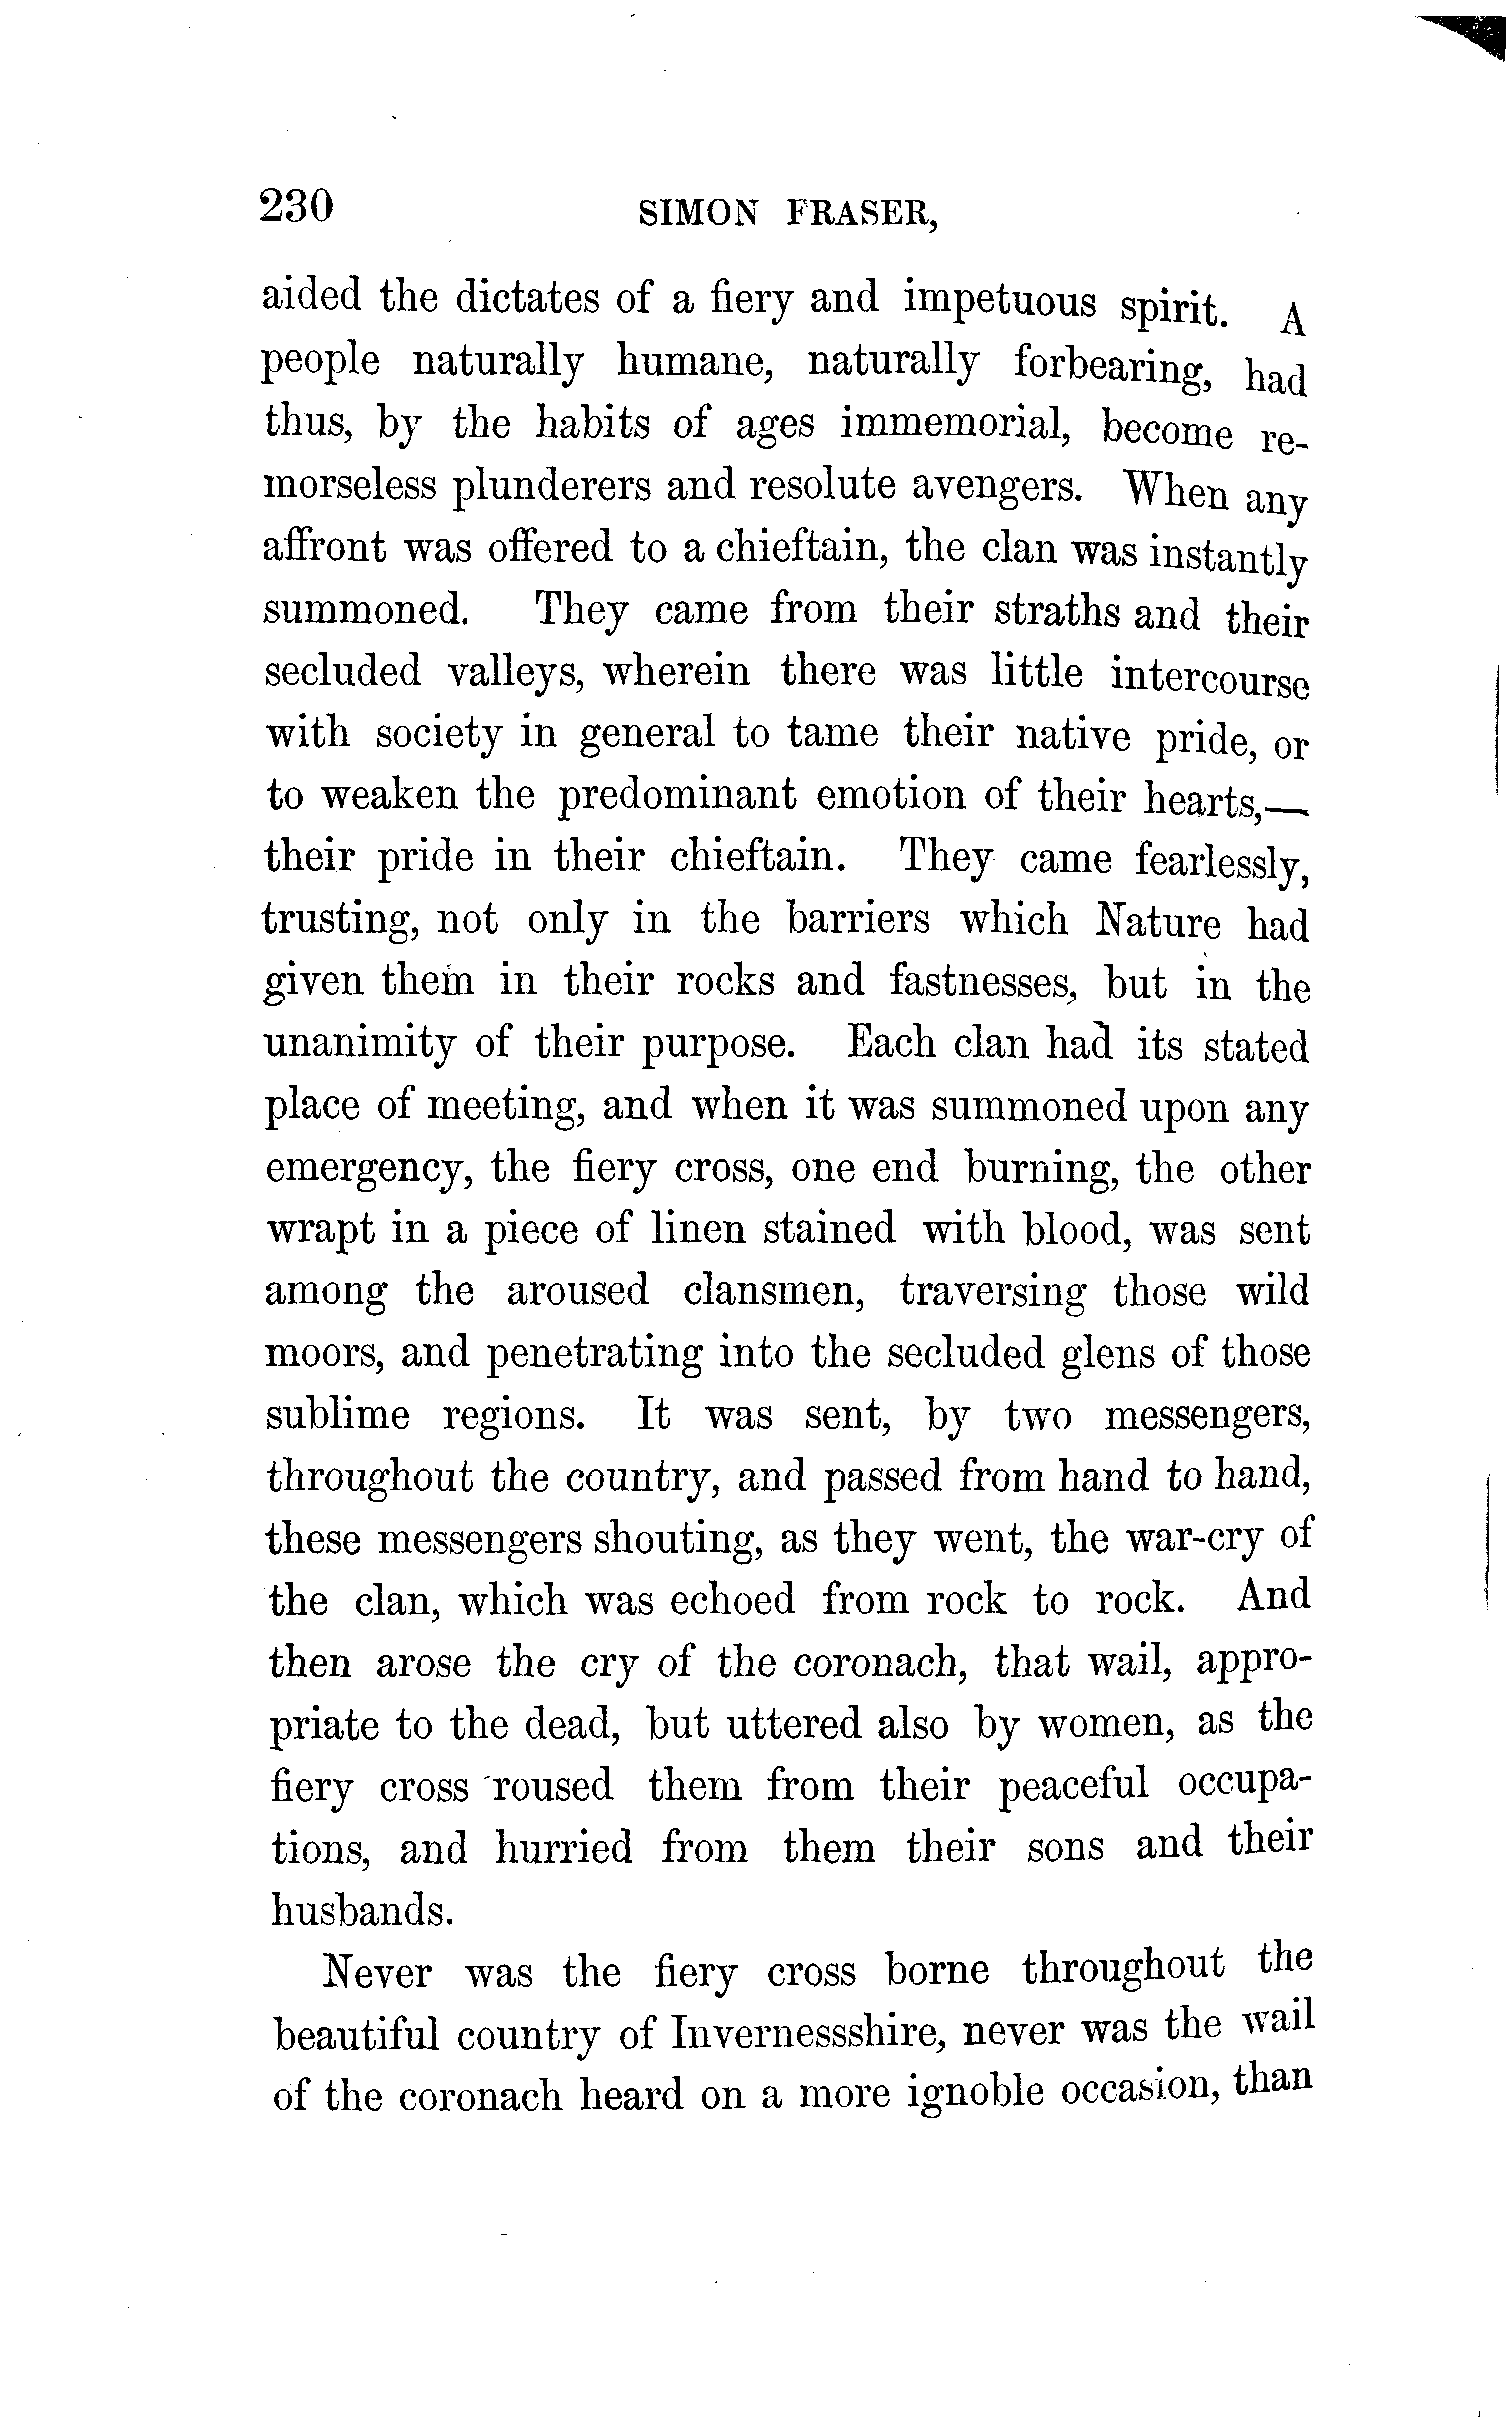 230 SIMON FRASER,
aided the dictates of a fiery and impetuous spirit. A
people naturally humane, naturally forbearing, had
thus, by the habits of ages immemorial, become re-
morseless plunderers and resolute avengers. When any
affront was offered to a chieftain, the clan was instantly
summoned. They came from their straths and their
secluded valleys, wherein there was little intercourse
with society in general to tame their native pride, or
to weaken the predominant emotion of their hearts,—
their pride in their chieftain. They came fearlessly,
trusting, not only in the barriers which Nature had
given them in their rocks and fastnesses, but in the
unanimity of their purpose. Each clan had its stated
place of meeting, and when it was summoned upon any
emergency, the fiery cross, one end burning, the other
wrapt in a piece of linen stained with blood, was sent
among the aroused clansmen, traversing those wild
moors, and penetrating into the secluded glens of those
sublime regions. It was sent, by two messengers,
throughout the country, and passed from hand to hand,
these messengers shouting, as they went, the war-cry of
the clan, which was echoed from rock to rock. And
then arose the cry of the coronach, that wail, appro-
priate to the dead, but uttered also by women, as the
fiery cross roused them from their peaceful occupa-
tions, and hurried from them their sons and their
husbands.
Never was the fiery cross borne throughout the
beautiful country of Invernessshire, never was the wail
of the coronach heard on a more ignoble occasion, than